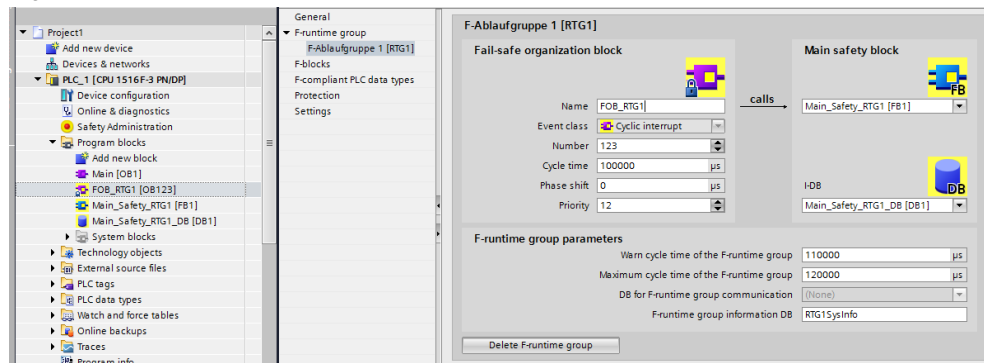 Project1
Add new device
Devices & networks
PLC_1 [CPU 1516F-3 PN/DP]
Device configuration
Online & diagnostics
Safety Administration
Program blocks
Add new block
Main [OB1]
FOB_RTG1 [OB123]
Main_Safety_RTG1 [FB1]
Main_Safety_RTG1_DB [DB1]
System blocks
Technology objects
External source files
PLC tags
PLC data types
Watch and force tables
Online backups
Traces
Program info
General
F-runtime group
F-Ablaufgruppe 1 [RTG1]
F-blocks
F-compliant PLC data types
Protection
Settings
F-Ablaufgruppe 1 [RTG1]
Fail-safe organization block
Name FOB_RTG1
Event class Cyclic interrupt
Number 123
Cycle time 100000 µs
Phase shift 0 µs
Priority 12
calls
Main safety block
FB
Main_Safety_RTG1 [FB1]
I-DB
DB
Main_Safety_RTG1_DB [DB1]
F-runtime group parameters
Warn cycle time of the F-runtime group 110000 µs
Maximum cycle time of the F-runtime group 120000 µs
DB for F-runtime group communication (None)
F-runtime group information DB RTG1SysInfo
Delete F-runtime group